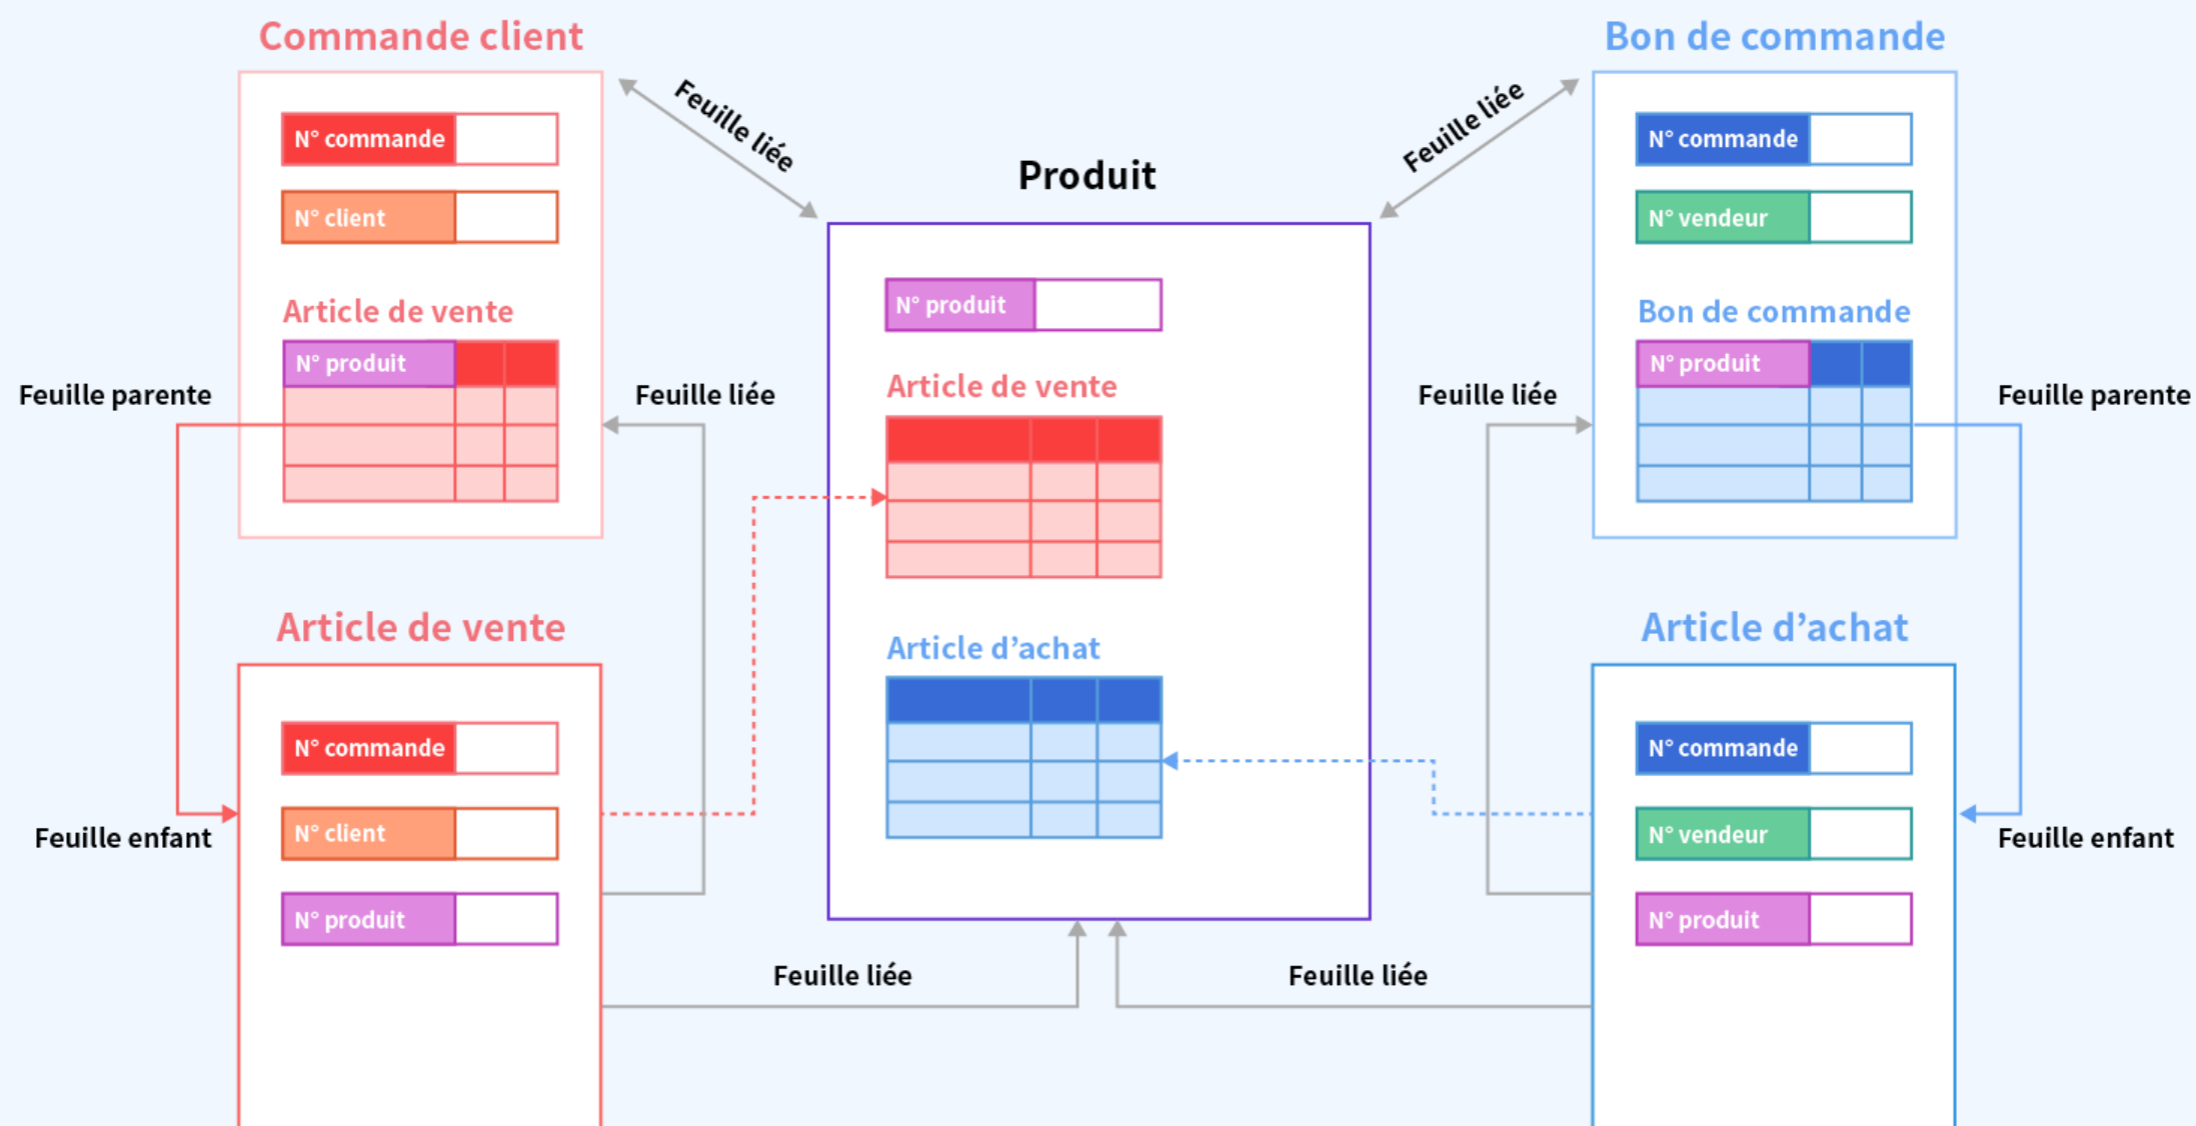 Commande client
N° commande
N° client
Article de vente
N° produit
Feuille parente
Feuille liée
Feuille liée
Article de vente
N° commande
N° client
N° produit
Feuille enfant
Produit
N° produit
Article de vente
Article d’achat
Feuille liée
Feuille liée
Bon de commande
Feuille liée
N° commande
N° vendeur
Bon de commande
N° produit
Feuille liée
Feuille parente
Article d’achat
N° commande
N° vendeur
N° produit
Feuille enfant